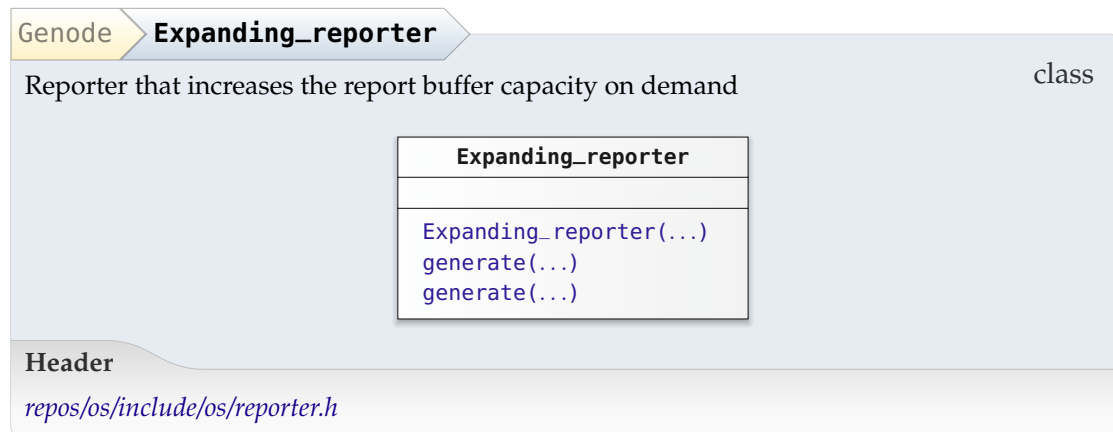 Genode Expanding_reporter
Reporter that increases the report buffer capacity on demand
class
Expanding_reporter
Expanding_reporter(...)
generate(...)
generate(...)
Header
repos/os/include/os/reporter.h